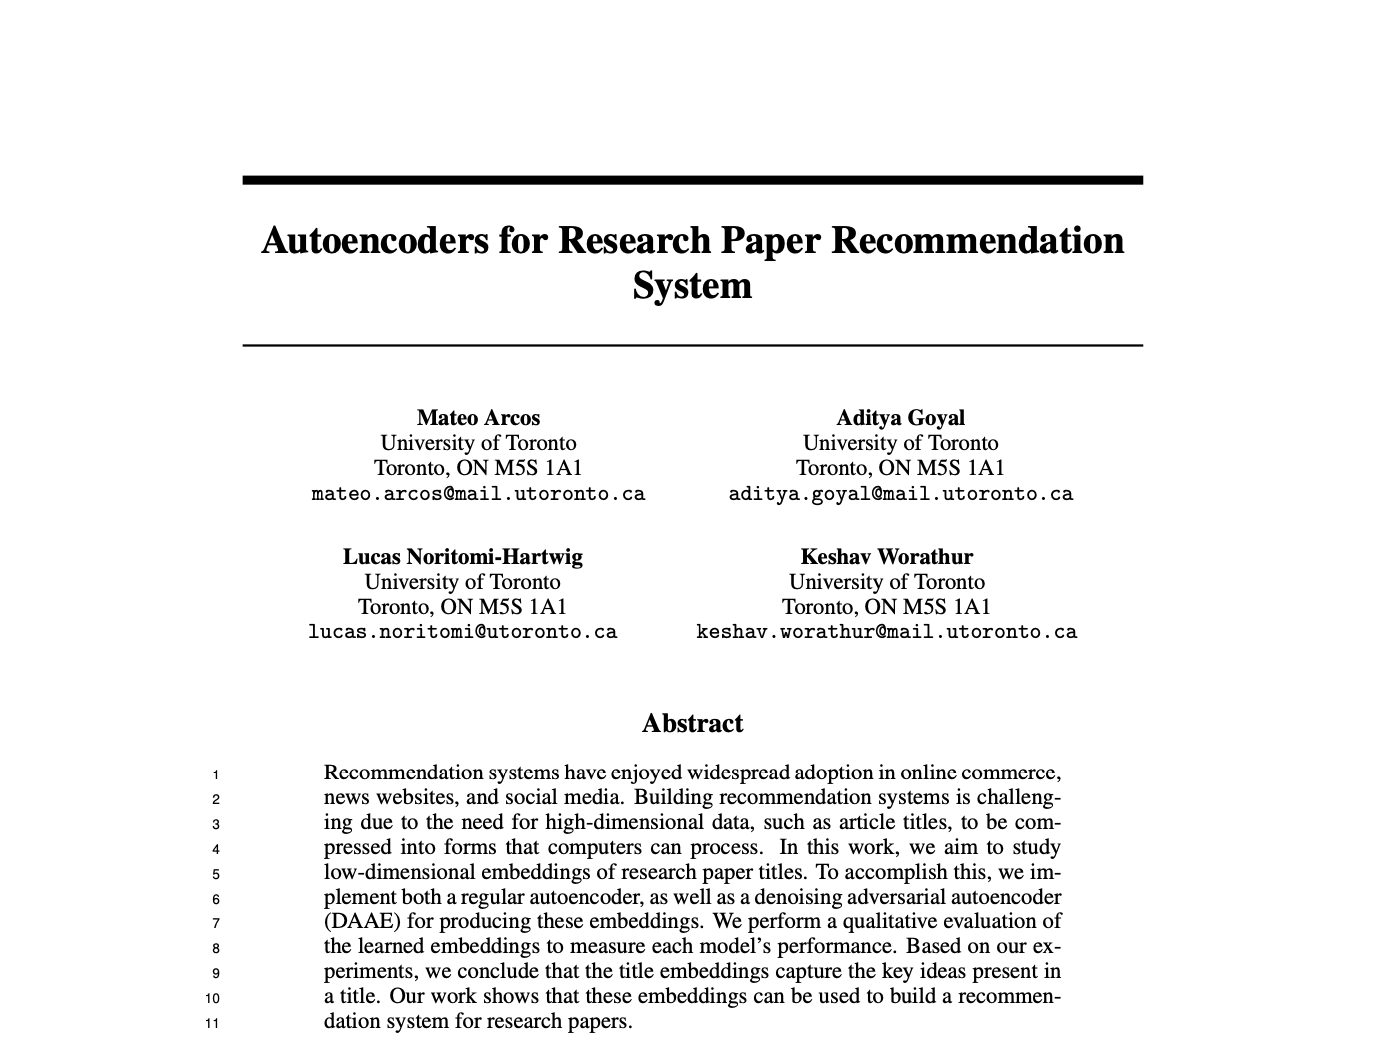 Autoencoders for Research Paper Recommendation
System
Mateo Arcos
University of Toronto
Toronto, ON M5S 1A1
mateo.arcos@mail.utoronto.ca
Aditya Goyal
University of Toronto
Toronto, ON M5S 1A1
aditya.goyal@mail.utoronto.ca
Lucas Noritomi-Hartwig
University of Toronto
Toronto, ON M5S 1A1
lucas.noritomi@utoronto.ca
Keshav Worathur
University of Toronto
Toronto, ON M5S 1A1
keshav.worathur@mail.utoronto.ca
Abstract
1 Recommendation systems have enjoyed widespread adoption in online commerce,
2 news websites, and social media. Building recommendation systems is challeng-
3 ing due to the need for high-dimensional data, such as article titles, to be com-
4 pressed into forms that computers can process. In this work, we aim to study
5 low-dimensional embeddings of research paper titles. To accomplish this, we im-
6 plement both a regular autoencoder, as well as a denoising adversarial autoencoder
7 (DAAE) for producing these embeddings. We perform a qualitative evaluation of
8 the learned embeddings to measure each model's performance. Based on our ex-
9 periments, we conclude that the title embeddings capture the key ideas present in
10 a title. Our work shows that these embeddings can be used to build a recommen-
11 dation system for research papers.